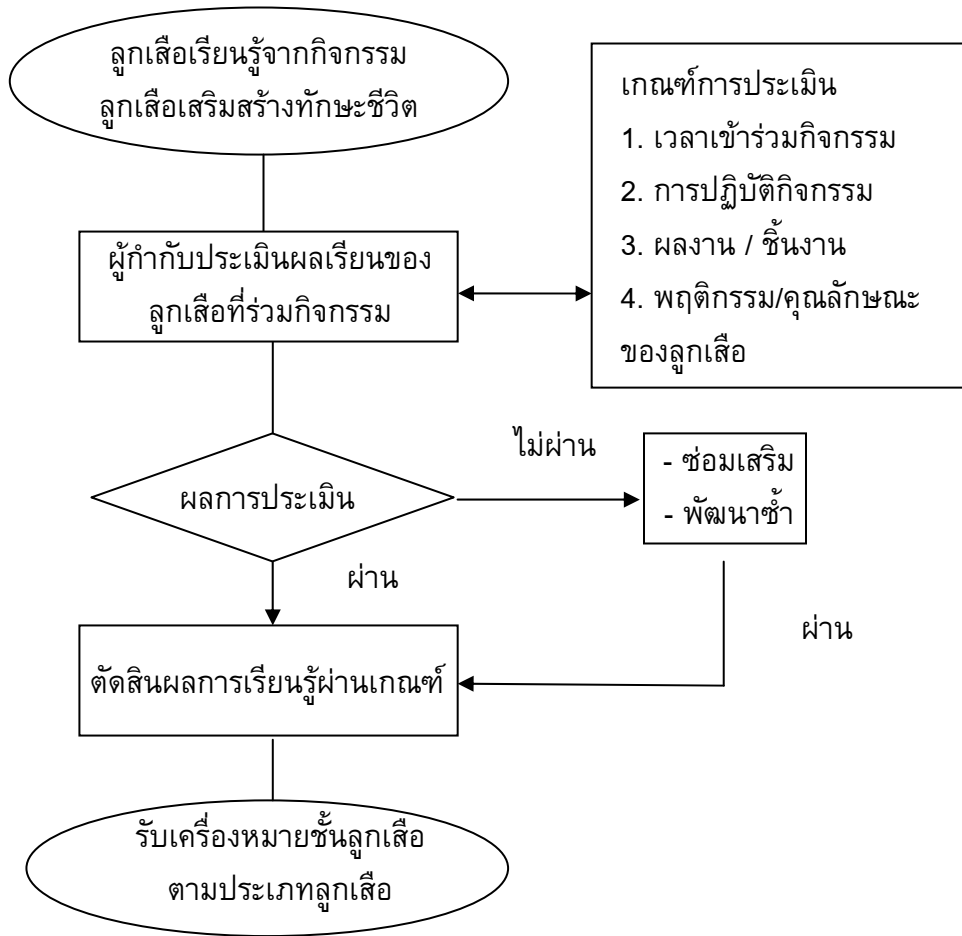 ลูกเสือเรียนรู้จากกิจกรรม
ลูกเสือเสริมสร้างทักษะชีวิต
เกณฑ์การประเมิน
1. เวลาเข้าร่วมกิจกรรม
2. การปฏิบัติกิจกรรม
3. ผลงาน / ชิ้นงาน
4. พฤติกรรม/คุณลักษณะ
ของลูกเสือ
ผู้กำกับประเมินผลเรียนของ
ลูกเสือที่ร่วมกิจกรรม
ผลการประเมิน
ไม่ผ่าน
- ซ่อมเสริม
- พัฒนาซ้ำ
ผ่าน
ผ่าน
ตัดสินผลการเรียนรู้ผ่านเกณฑ์
รับเครื่องหมายชั้นลูกเสือ
ตามประเภทลูกเสือ